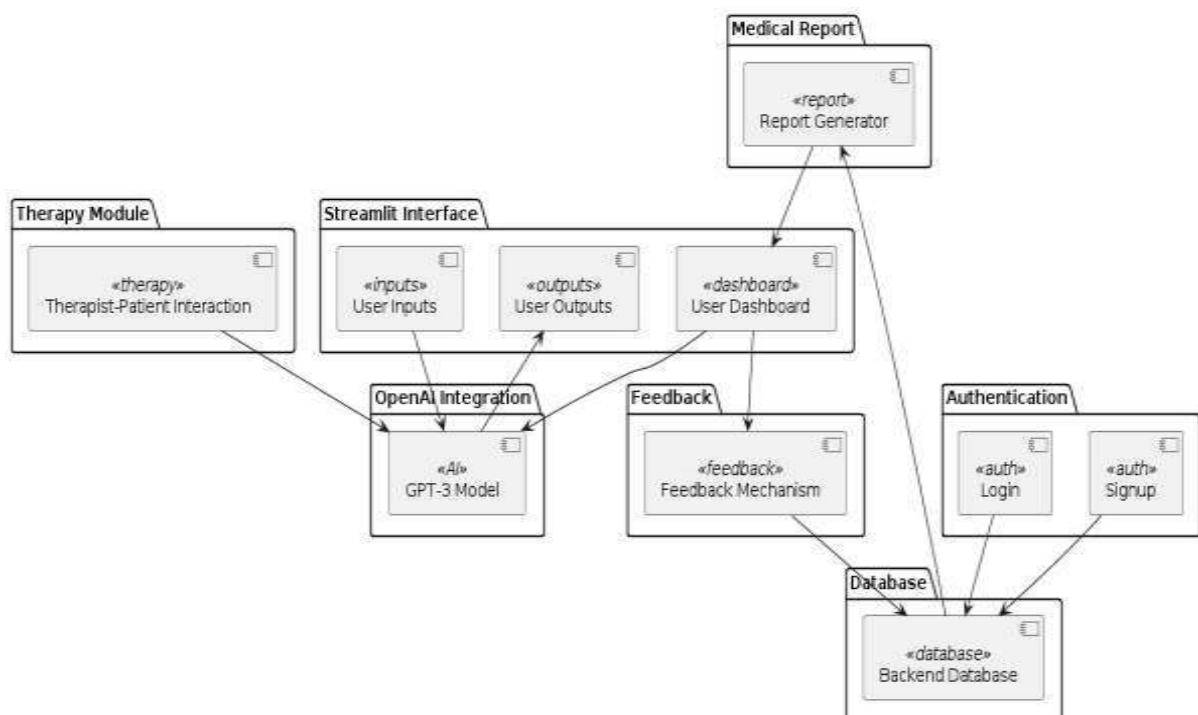 Medical Report
«report»
Report Generator
Therapy Module
«therapy»
Therapist-Patient Interaction
Streamlit Interface
«inputs»
User Inputs
«outputs»
User Outputs
«dashboard»
User Dashboard
OpenAI Integration
«AI»
GPT-3 Model
Feedback
«feedback»
Feedback Mechanism
Authentication
«auth»
Login
«auth»
Signup
Database
«database»
Backend Database